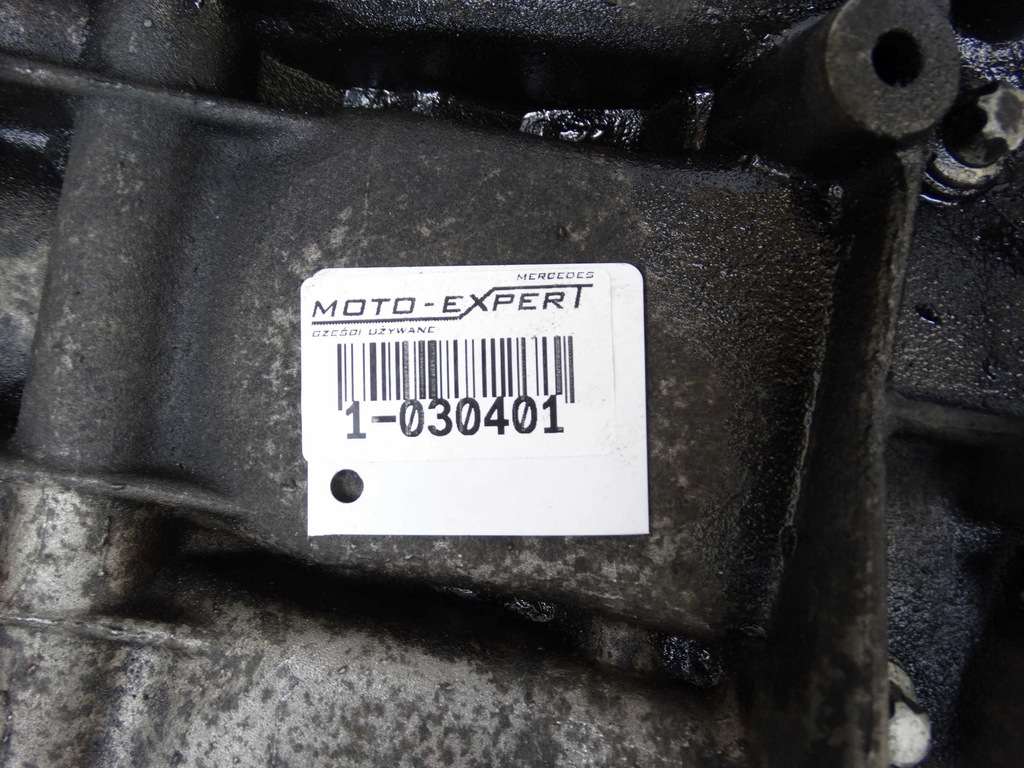 MERCEDES
MOTO-EXPERT
CZĘŚCI UŻYWANE
1-030401